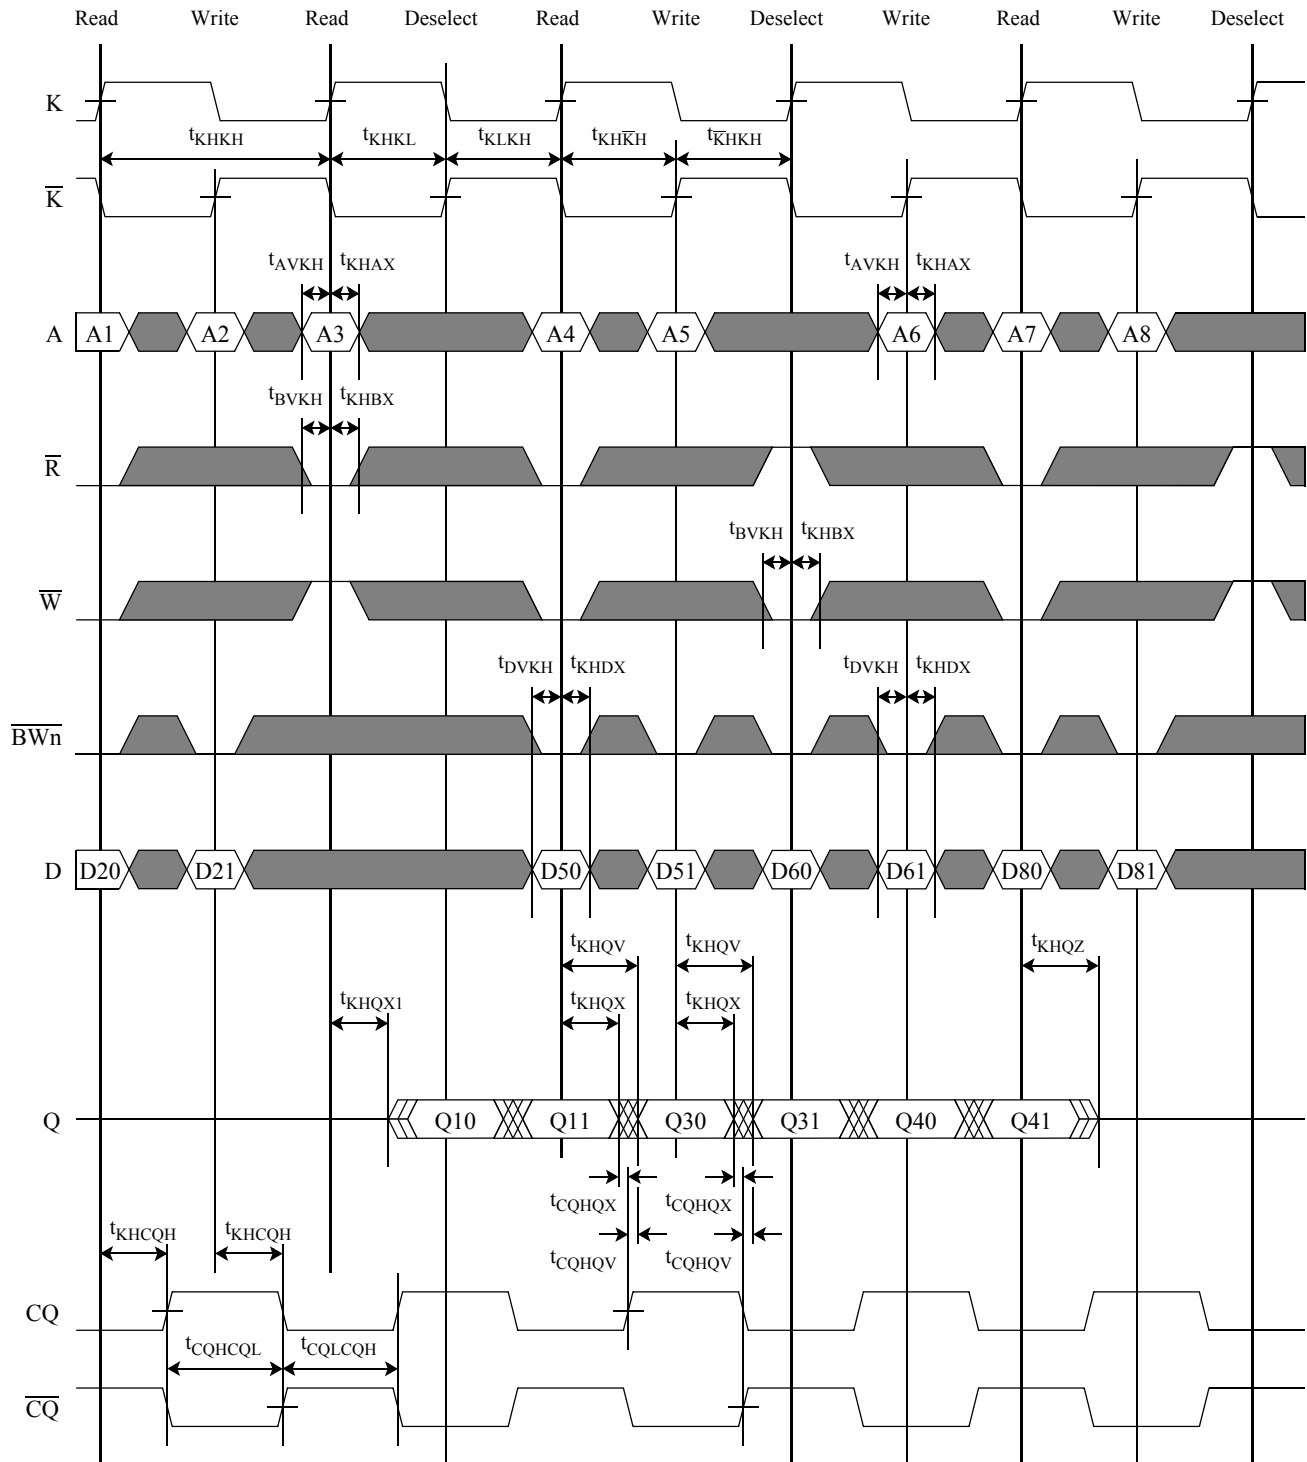 Read Write Read Deselect Read Write Deselect Write Read Write Deselect
K
tKHKH tKHKL tKLKH tKHK̅H tK̅HKH
K̅
tAVKH tKHAX tAVKH tKHAX
A A1 A2 A3 A4 A5 A6 A7 A8
tBVKH tKHBX
R̅
tBVKH tKHBX
W̅
tDVKH tKHDX tDVKH tKHDX
B̅W̅n̅
D D20 D21 D50 D51 D60 D61 D80 D81
tKHQV tKHQV tKHQZ
tKHQX1 tKHQX tKHQX
Q Q10 Q11 Q30 Q31 Q40 Q41
tCQHQX tCQHQX
tKHCQH tKHCQH
tCQHQV tCQHQV
CQ
tCQHCQL tCQLCQH
C̅Q̅